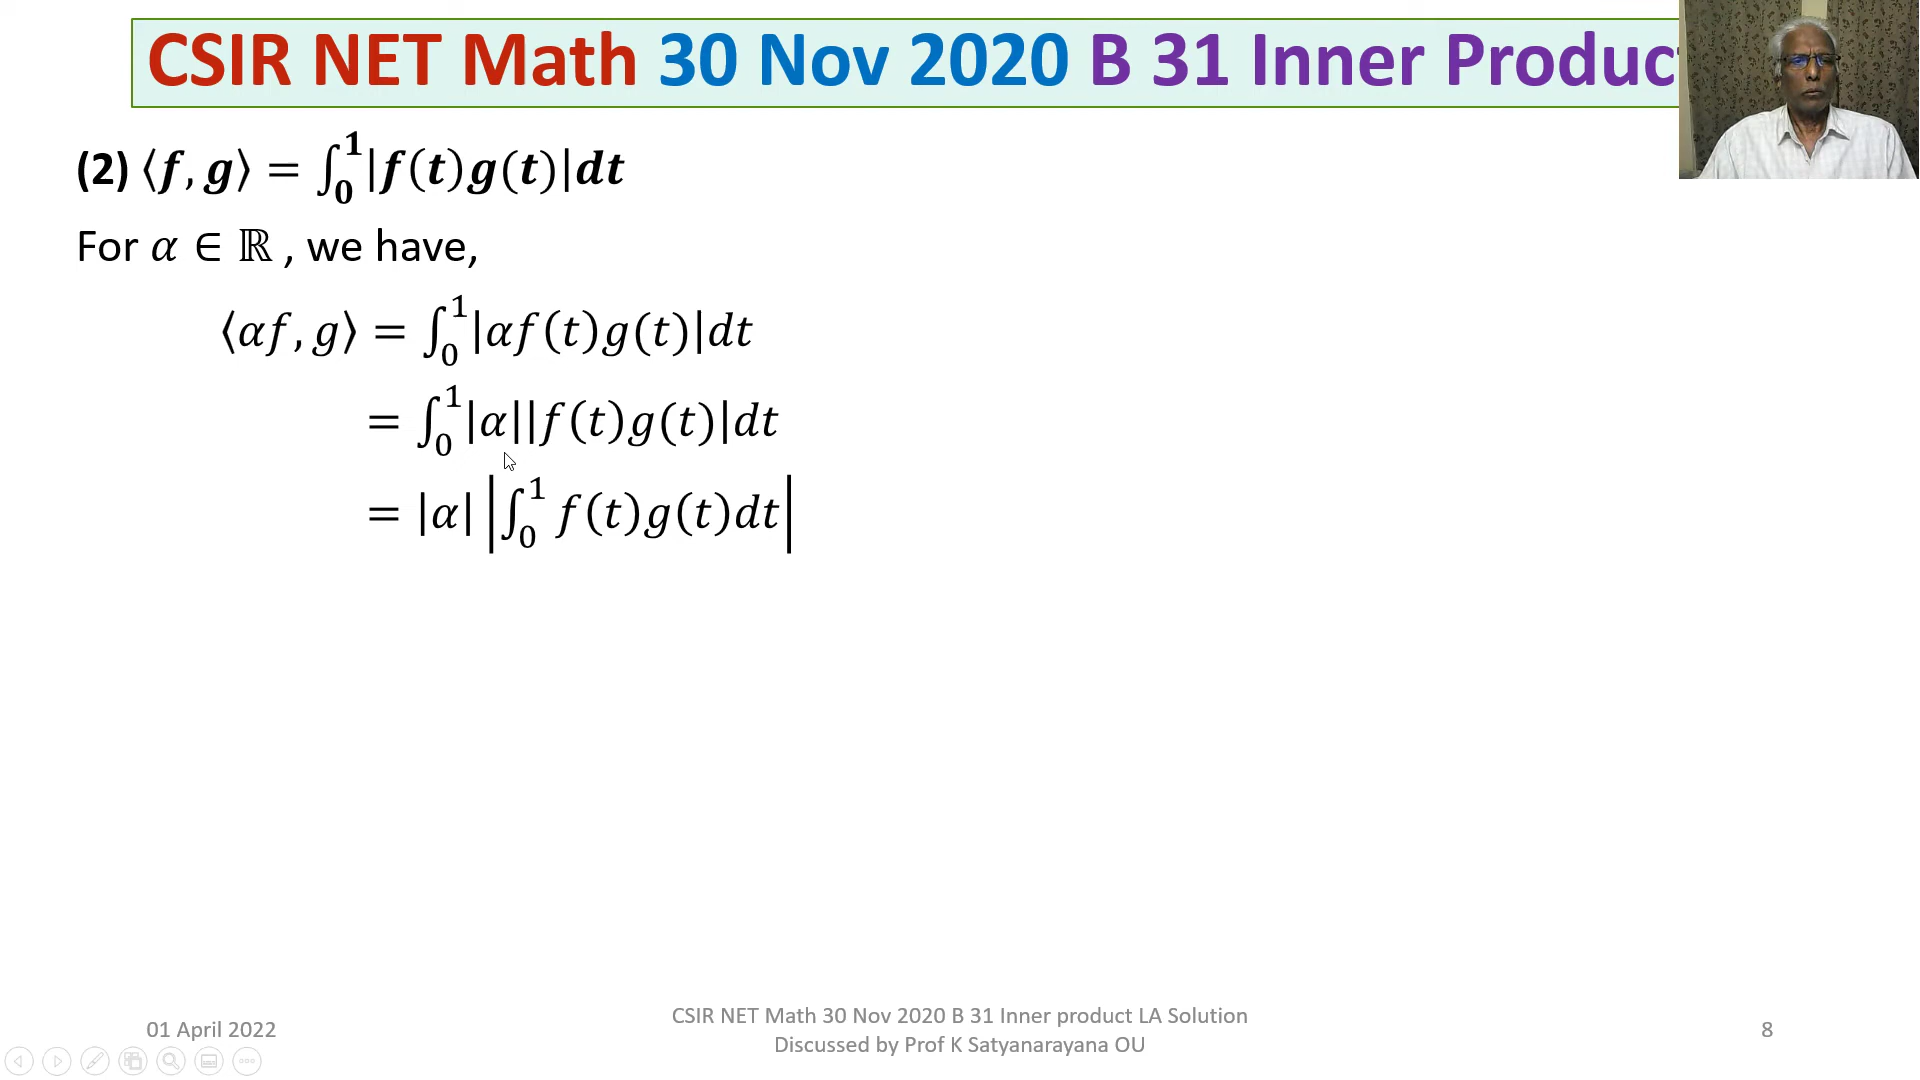 CSIR NET Math 30 Nov 2020 B 31 Inner Produc
(2) ⟨f, g⟩ = ∫₀¹|f(t)g(t)|dt
For α ∈ ℝ , we have,
⟨αf, g⟩ = ∫₀¹|αf(t)g(t)|dt
= ∫₀¹|α||f(t)g(t)|dt
= |α| |∫₀¹ f(t)g(t)dt|
01 April 2022
CSIR NET Math 30 Nov 2020 B 31 Inner product LA Solution
Discussed by Prof K Satyanarayana OU
8